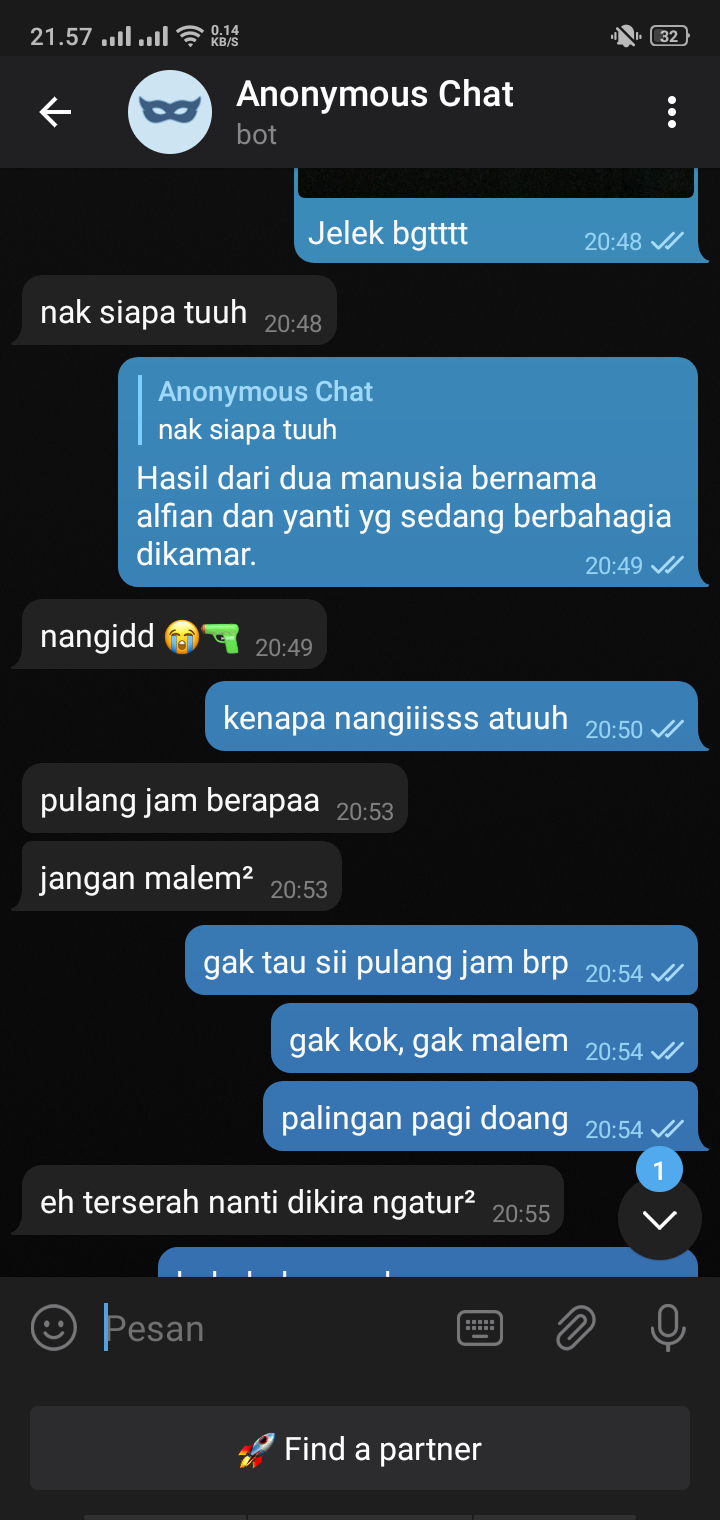 21.57
0.14
KB/S
32
Anonymous Chat
bot
Jelek bgtttt 20:48
nak siapa tuuh 20:48
Anonymous Chat
nak siapa tuuh
Hasil dari dua manusia bernama
alfian dan yanti yg sedang berbahagia
dikamar. 20:49
nangidd 😭🔫 20:49
kenapa nangiiisss atuuh 20:50
pulang jam berapaa 20:53
jangan malem² 20:53
gak tau sii pulang jam brp 20:54
gak kok, gak malem 20:54
palingan pagi doang 20:54
1
eh terserah nanti dikira ngatur² 20:55
Pesan
🚀 Find a partner